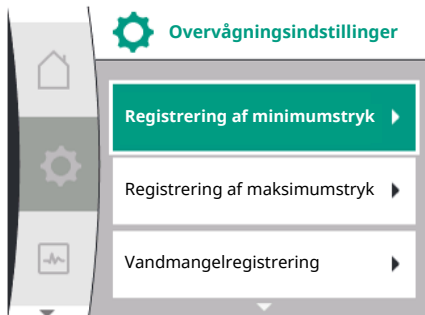 Overvågningsindstillinger
Registrering af minimumstryk
Registrering af maksimumstryk
Vandmangelregistrering